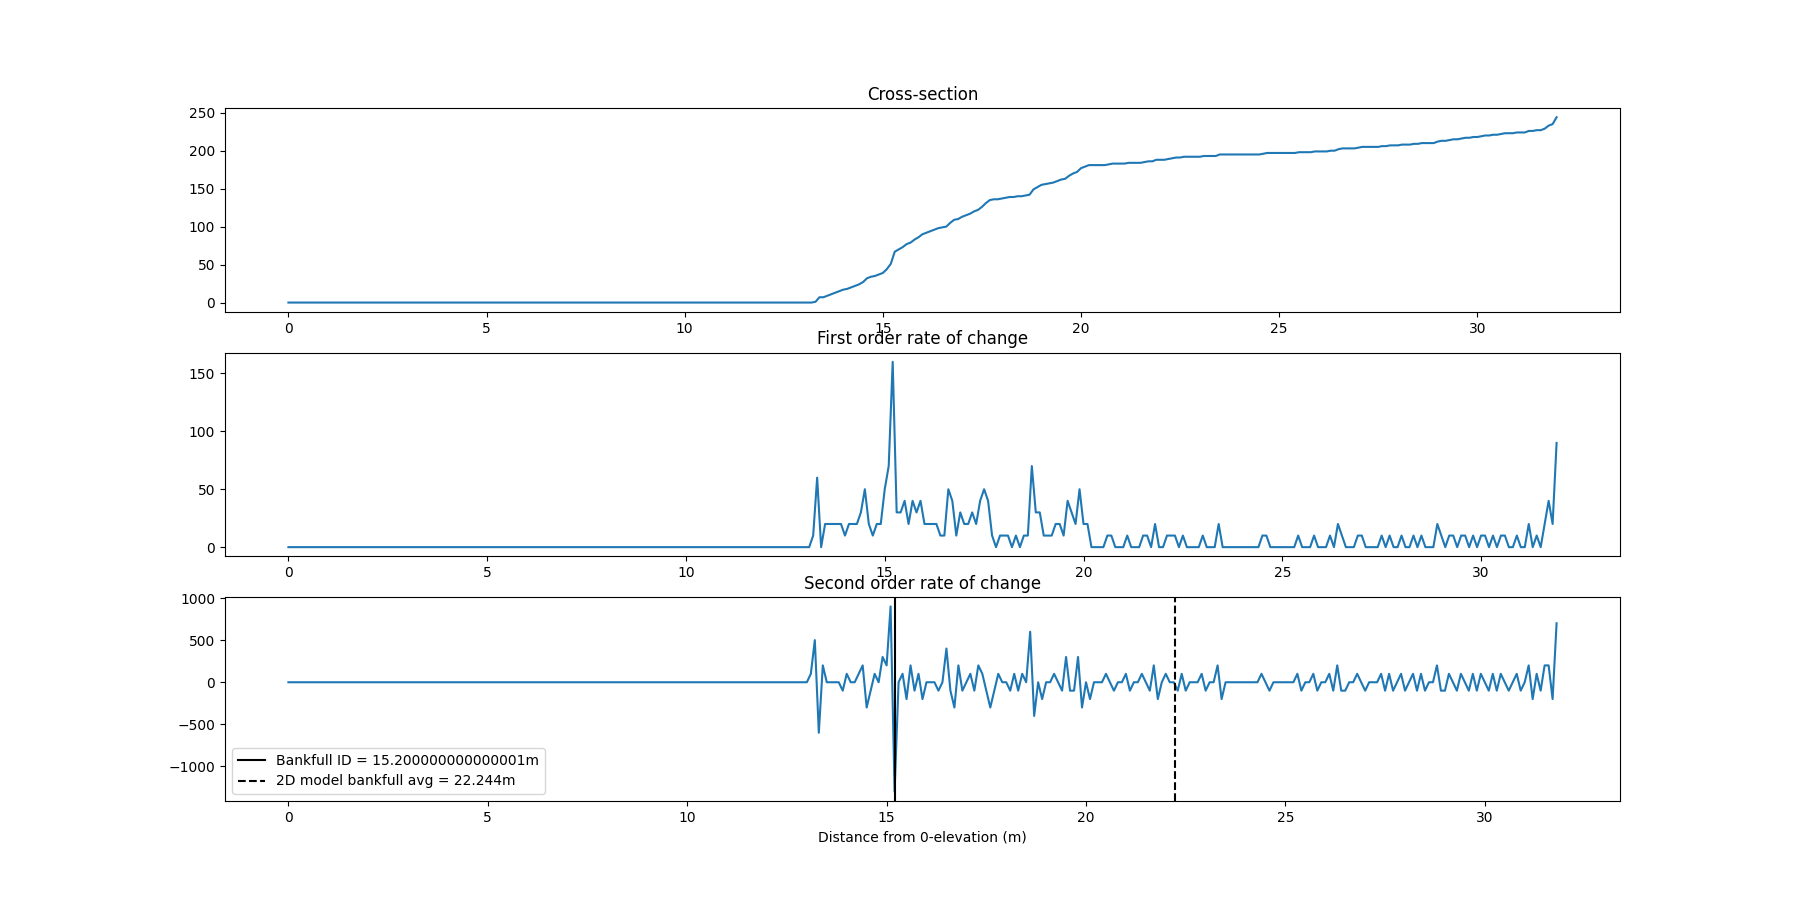 Cross-section
250
200
150
100
50
0
0 5 10 15 20 25 30
First order rate of change
150
100
50
0
0 5 10 15 20 25 30
Second order rate of change
1000
500
0
−500
−1000
Bankfull ID = 15.200000000000001m
2D model bankfull avg = 22.244m
0 5 10 15 20 25 30
Distance from 0-elevation (m)